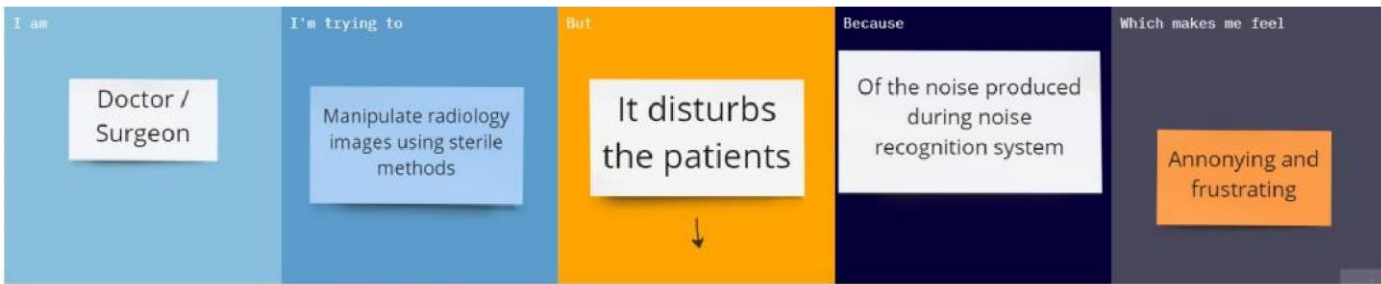 I am
Doctor /
Surgeon
I'm trying to
Manipulate radiology
images using sterile
methods
But
It disturbs
the patients
Because
Of the noise produced
during noise
recognition system
Which makes me feel
Annonying and
frustrating